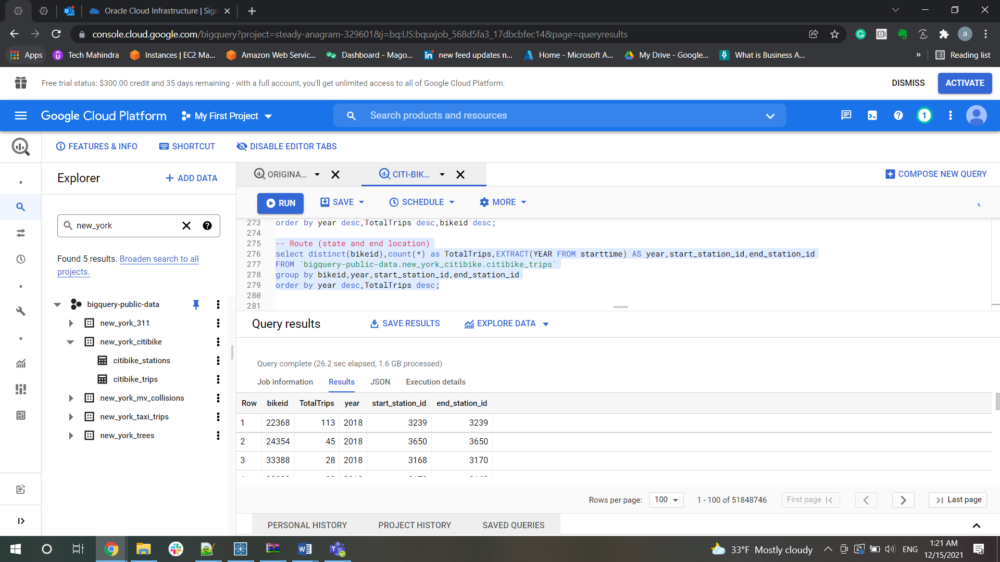 Oracle Cloud Infrastructure | Sign
console.cloud.google.com/bigquery?project=steady-anagram-329601&j=bq:US:bquxjob_568d5fa3_17dbcbfec14&page=queryresults
a
Apps
Tech Mahindra
Instances | EC2 Ma...
Amazon Web Servic...
Dashboard - Mago...
new feed updates n...
Home - Microsoft A...
My Drive - Google...
What is Business A...
»
Reading list
Free trial status: $300.00 credit and 35 days remaining - with a full account, you'll get unlimited access to all of Google Cloud Platform.
DISMISS
ACTIVATE
Google Cloud Platform
My First Project
Search products and resources
1
FEATURES & INFO
SHORTCUT
DISABLE EDITOR TABS
Explorer
+ ADD DATA
new_york
Found 5 results. Broaden search to all
projects.
bigquery-public-data
new_york_311
new_york_citibike
citibike_stations
citibike_trips
new_york_mv_collisions
new_york_taxi_trips
new_york_trees
ORIGINA...
CITI-BIK...
COMPOSE NEW QUERY
RUN
SAVE
SCHEDULE
MORE
273 order by year desc,TotalTrips desc,bikeid desc;
274
275 -- Route (state and end location)
276 select distinct(bikeid),count(*) as TotalTrips,EXTRACT(YEAR FROM starttime) AS year,start_station_id,end_station_id
277 FROM `bigquery-public-data.new_york_citibike.citibike_trips`
278 group by bikeid,year,start_station_id,end_station_id
279 order by year desc,TotalTrips desc;
280
281
Query results
SAVE RESULTS
EXPLORE DATA
Query complete (26.2 sec elapsed, 1.6 GB processed)
Job information
Results
JSON
Execution details
Row bikeid TotalTrips year start_station_id end_station_id
1 22368 113 2018 3239 3239
2 24354 45 2018 3650 3650
3 33388 28 2018 3168 3170
Rows per page:
100
1 - 100 of 51848746
First page
Last page
PERSONAL HISTORY
PROJECT HISTORY
SAVED QUERIES
33°F Mostly cloudy
ENG
1:21 AM
12/15/2021